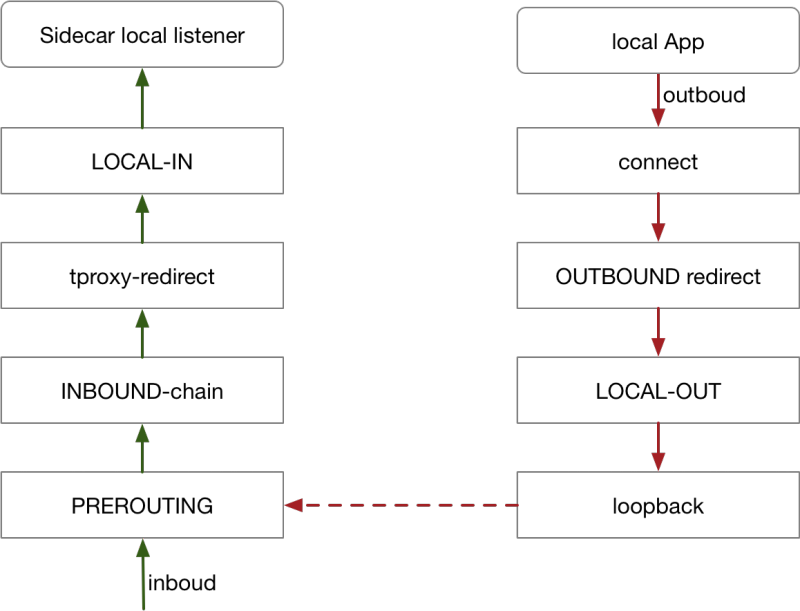 Sidecar local listener
LOCAL-IN
tproxy-redirect
INBOUND-chain
PREROUTING
inboud
local App
outboud
connect
OUTBOUND redirect
LOCAL-OUT
loopback